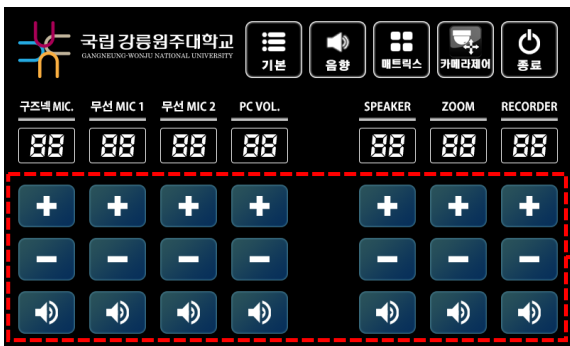 국립 강릉원주대학교
GANGNEUNG-WONJU NATIONAL UNIVERSITY
기본
음향
매트릭스
카메라제어
종료
구즈넥 MIC.
무선 MIC 1
무선 MIC 2
PC VOL.
SPEAKER
ZOOM
RECORDER
88
88
88
88
88
88
88